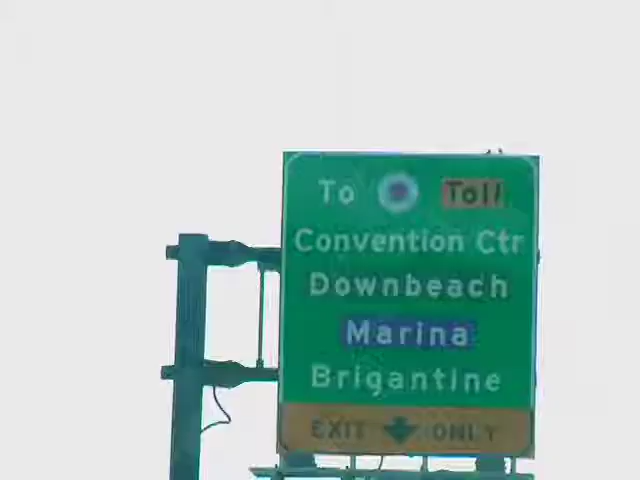 To Toll
Convention Ctr
Downbeach
Marina
Brigantine
EXIT ONLY